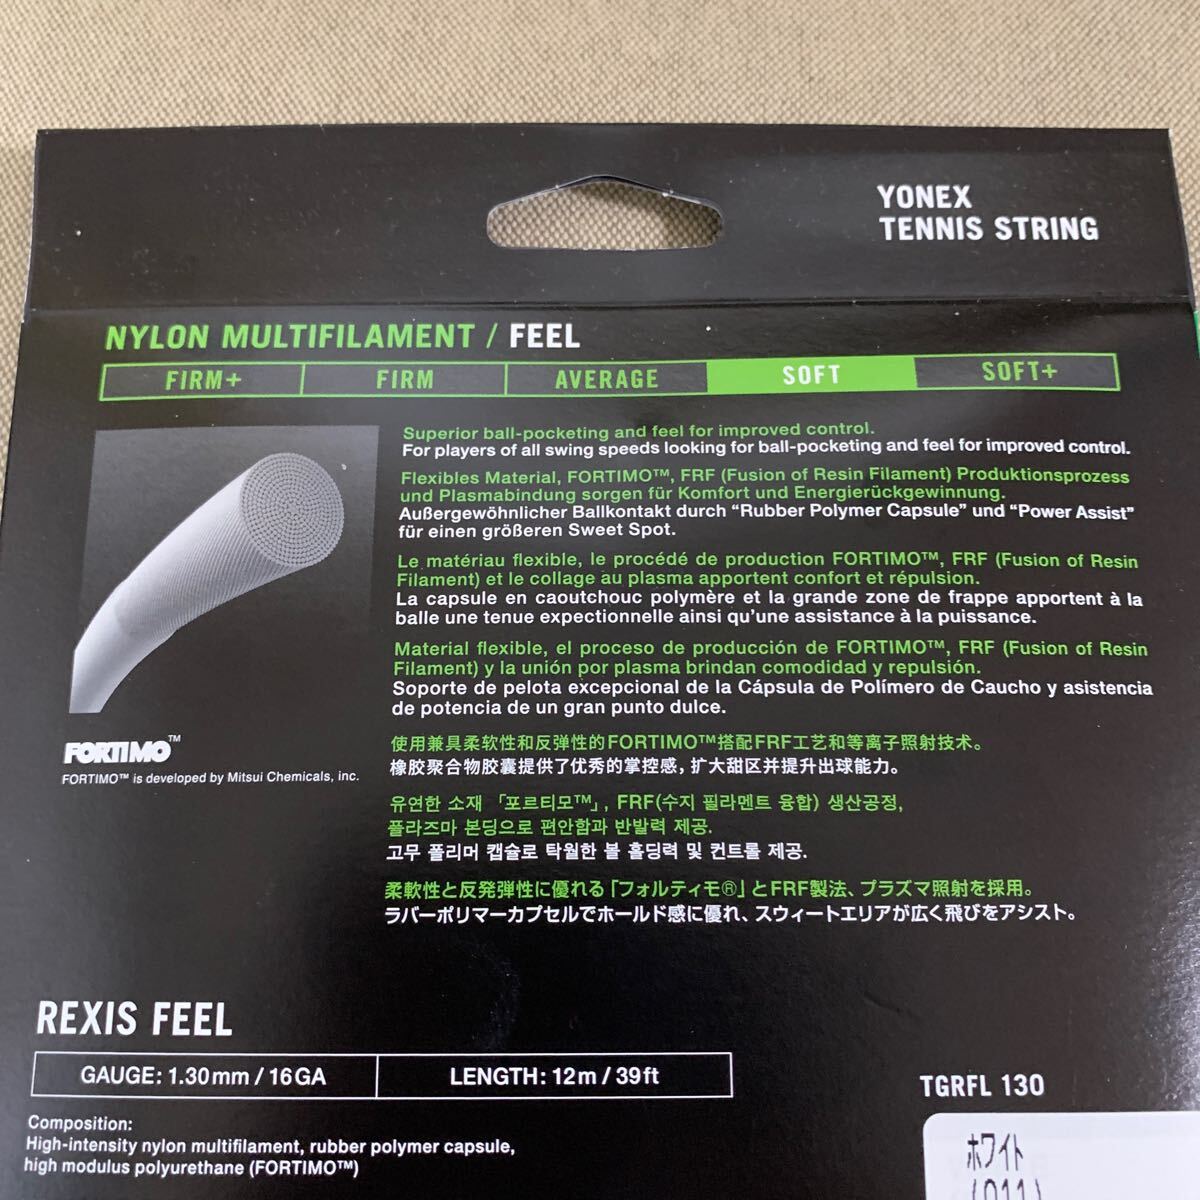 YONEX
TENNIS STRING
NYLON MULTIFILAMENT / FEEL
FIRM+ FIRM AVERAGE SOFT SOFT+
Superior ball-pocketing and feel for improved control.
For players of all swing speeds looking for ball-pocketing and feel for improved control.
Flexibles Material, FORTIMO™, FRF (Fusion of Resin Filament) Produktionsprozess
und Plasmabindung sorgen für Komfort und Energierückgewinnung.
Außergewöhnlicher Ballkontakt durch “Rubber Polymer Capsule” und “Power Assist”
für einen größeren Sweet Spot.
Le matériau flexible, le procédé de production FORTIMO™, FRF (Fusion of Resin
Filament) et le collage au plasma apportent confort et répulsion.
La capsule en caoutchouc polymère et la grande zone de frappe apportent à la
balle une tenue expectionnelle ainsi qu’une assistance à la puissance.
Material flexible, el proceso de producción de FORTIMO™, FRF (Fusion of Resin
Filament) y la unión por plasma brindan comodidad y repulsión.
Soporte de pelota excepcional de la Cápsula de Polímero de Caucho y asistencia
de potencia de un gran punto dulce.
FORTIMO™
FORTIMO™ is developed by Mitsui Chemicals, inc.
使用兼具柔软性和反弹性的FORTIMO™搭配FRF工艺和等离子照射技术。
橡胶聚合物胶囊提供了优秀的掌控感，扩大甜区并提升出球能力。
유연한 소재 「포르티모™」, FRF(수지 필라멘트 융합) 생산공정,
플라즈마 본딩으로 편안함과 반발력 제공.
고무 폴리머 캡슐로 탁월한 볼 홀딩력 및 컨트롤 제공.
柔軟性と反発弾性に優れる「フォルティモ®」とFRF製法、プラズマ照射を採用。
ラバーポリマーカプセルでホールド感に優れ、スウィートエリアが広く飛びをアシスト。
REXIS FEEL
GAUGE: 1.30mm / 16GA LENGTH: 12m / 39ft
TGRFL 130
Composition:
High-intensity nylon multifilament, rubber polymer capsule,
high modulus polyurethane (FORTIMO™)
ホワイト
(011)